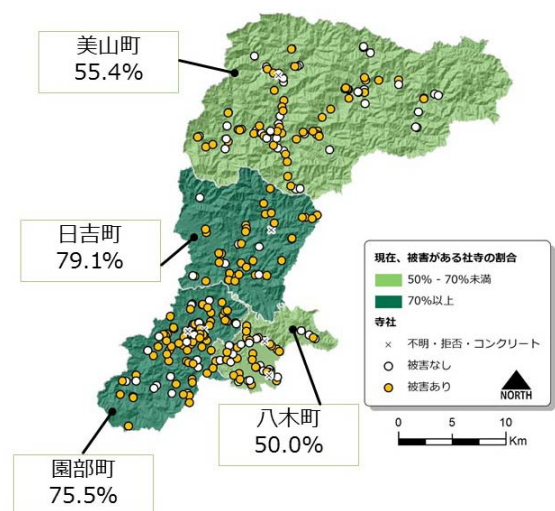 美山町
55.4%
日吉町
79.1%
現在、被害がある社寺の割合
50% - 70%未満
70%以上
寺社
不明・拒否・コンクリート
被害なし
被害あり
NORTH
八木町
50.0%
0 5 10
Km
園部町
75.5%